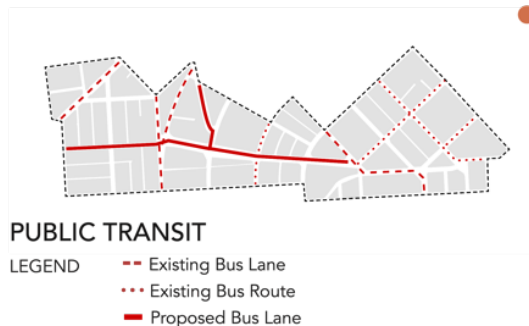 PUBLIC TRANSIT
LEGEND
Existing Bus Lane
Existing Bus Route
Proposed Bus Lane